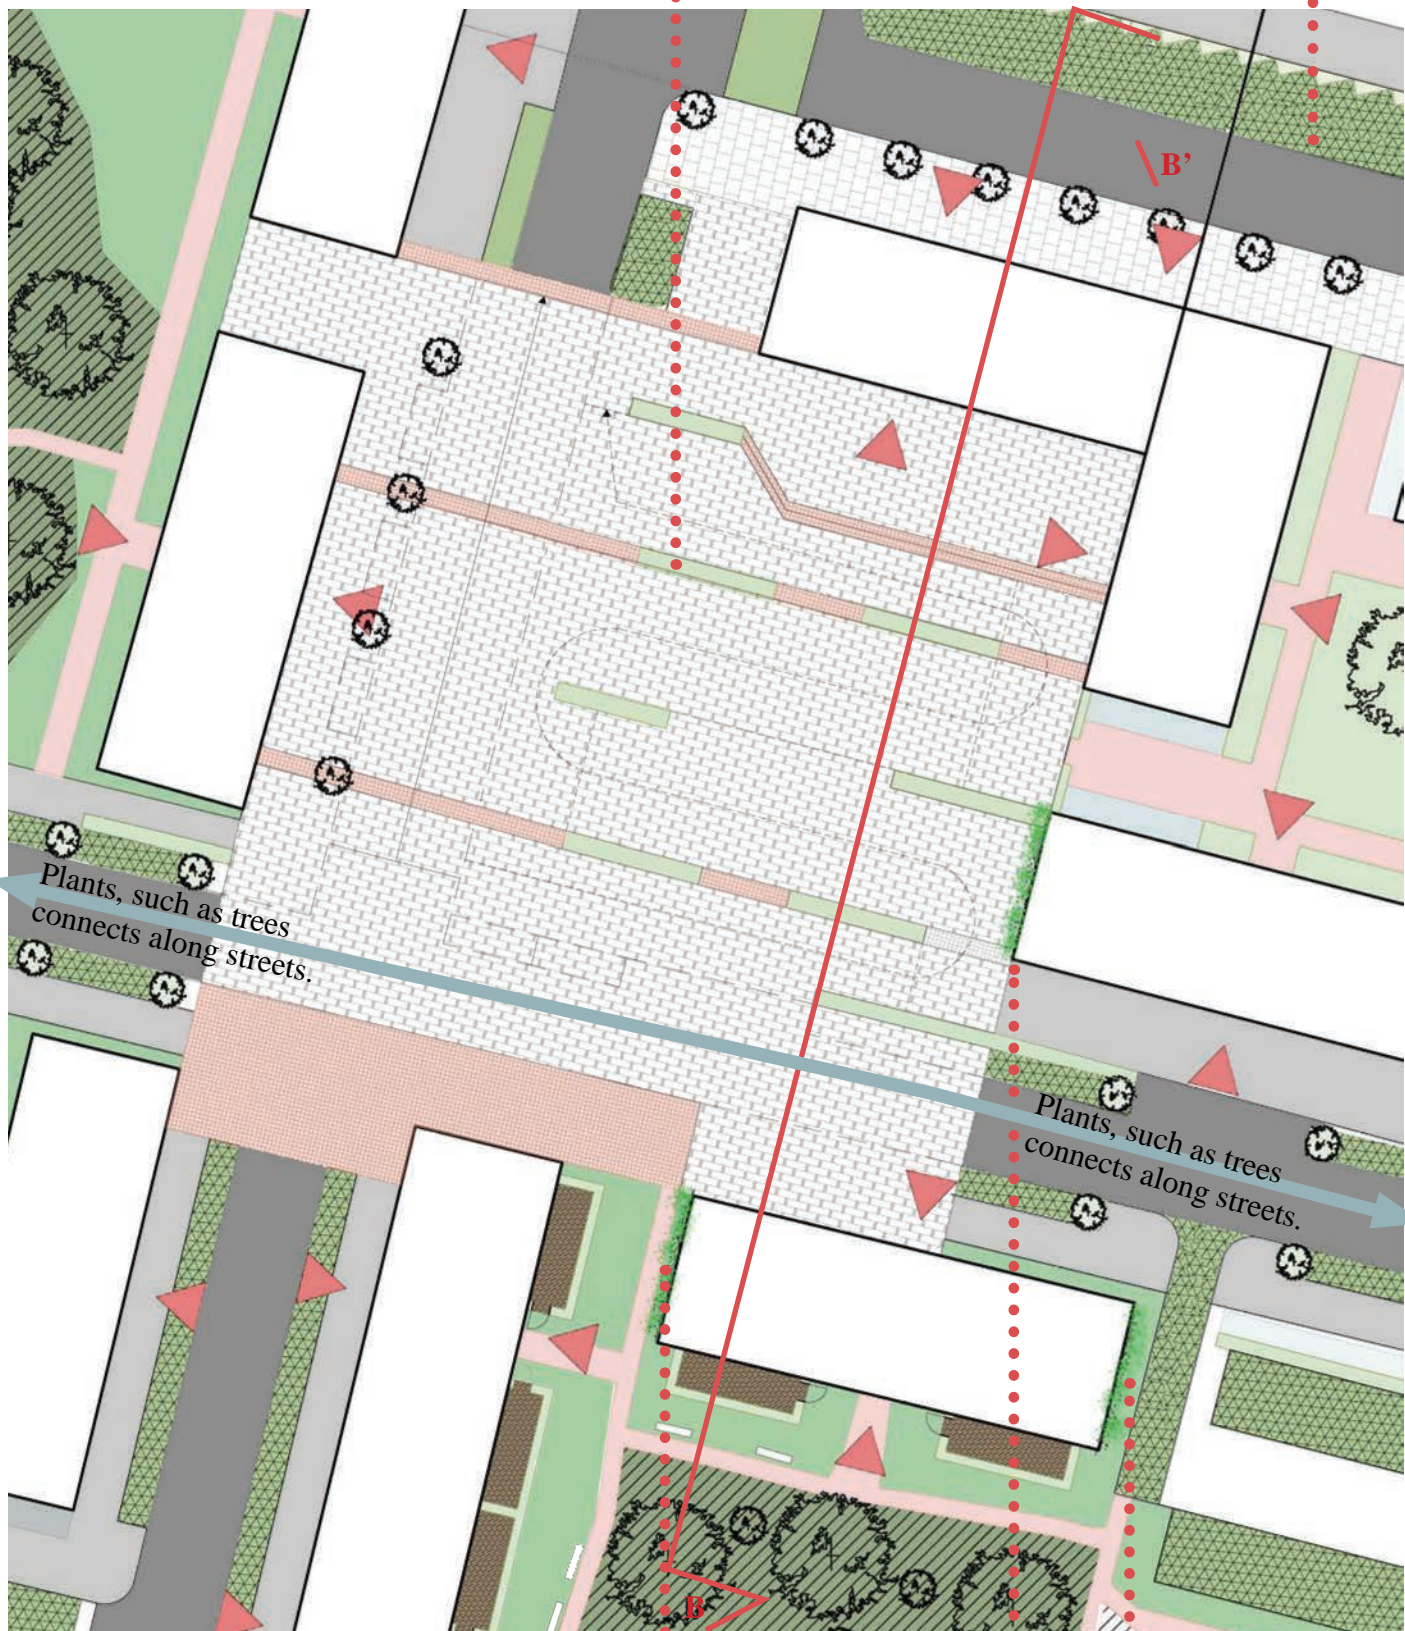 B’
Plants, such as trees
connects along streets.
Plants, such as trees
connects along streets.
B